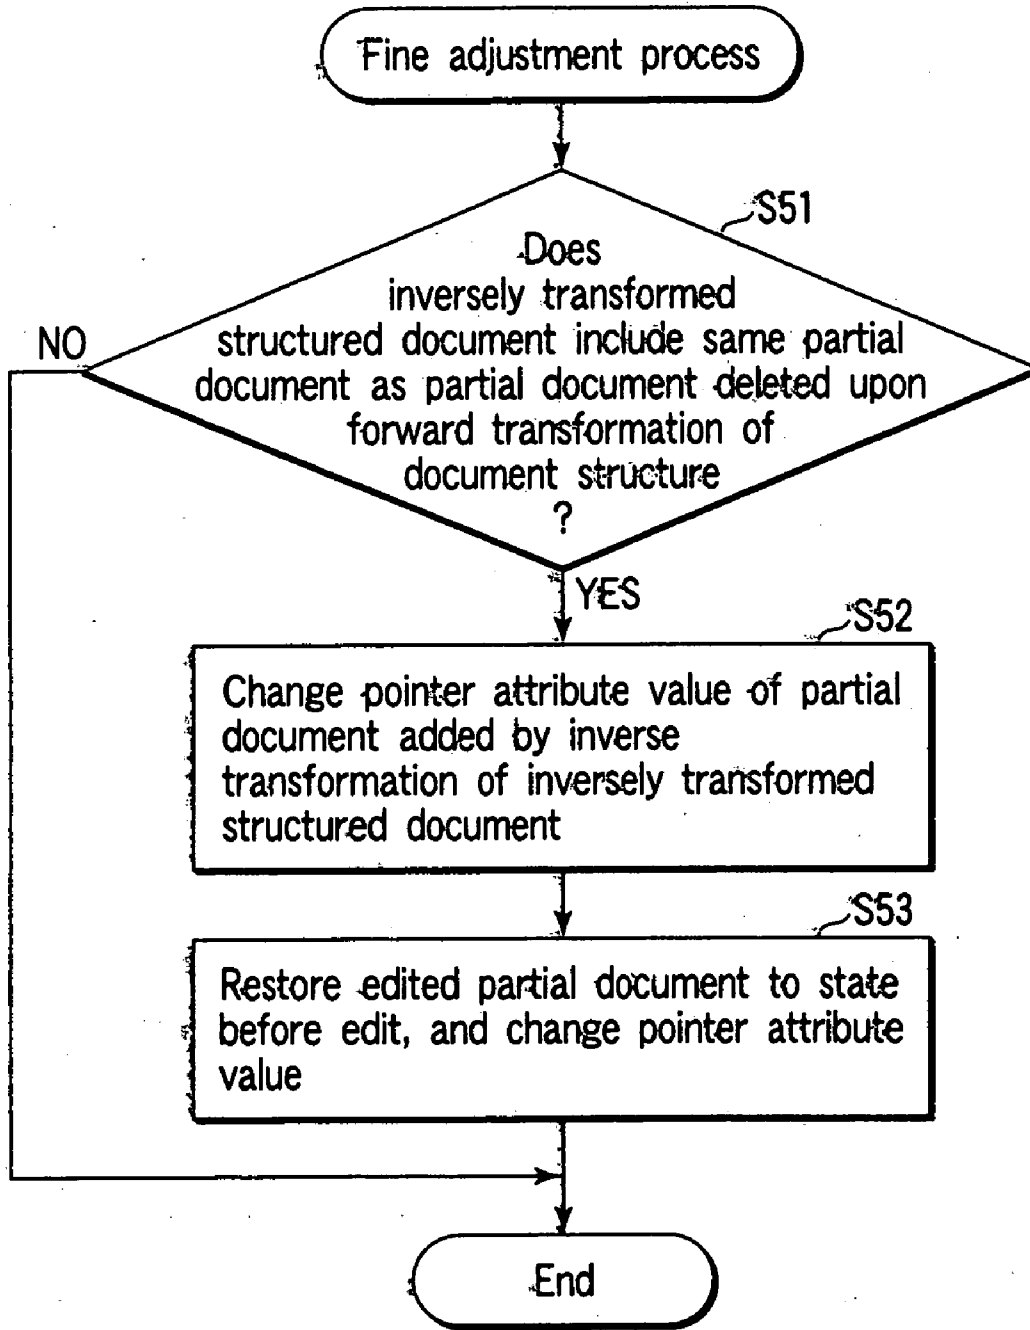 Fine adjustment process
S51
Does
inversely transformed
structured document include same partial
document as partial document deleted upon
forward transformation of
document structure
?
NO
YES
S52
Change pointer attribute value of partial
document added by inverse
transformation of inversely transformed
structured document
S53
Restore edited partial document to state
before edit, and change pointer attribute
value
End